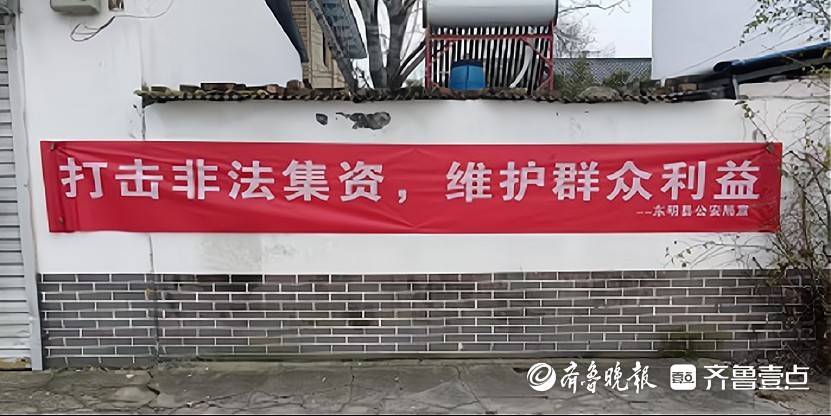 打击非法集资，维护群众利益
--东明县公安局宣
齐鲁晚报 齐鲁壹点